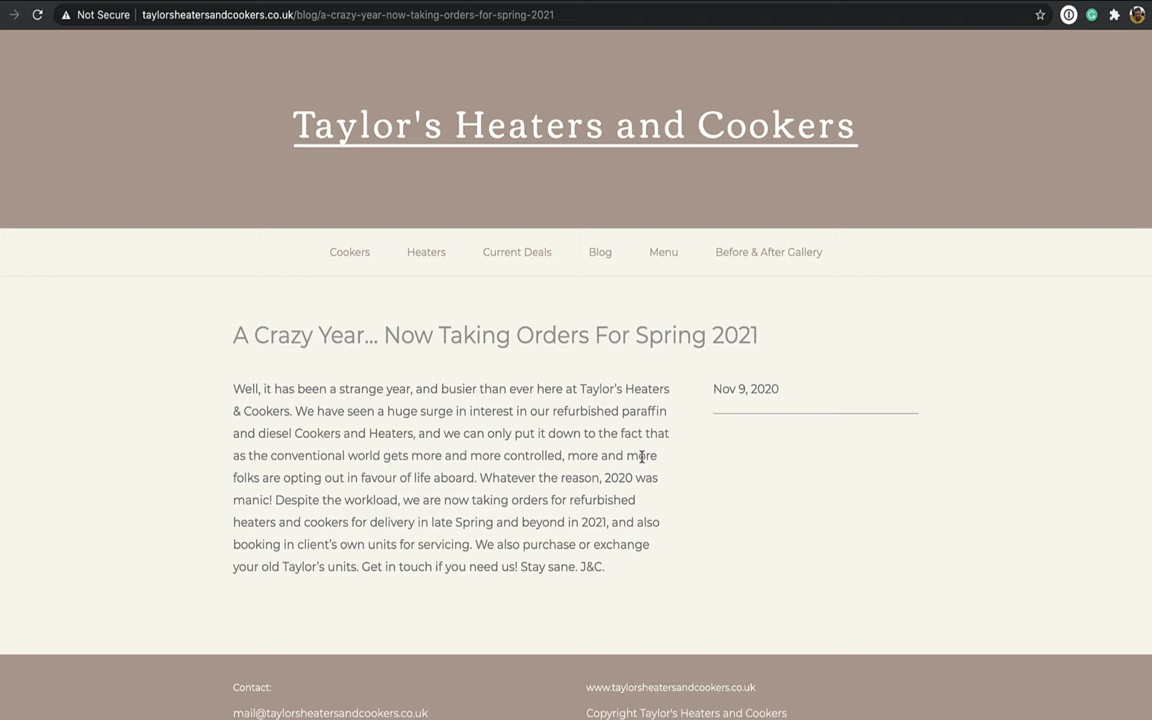 Not Secure | taylorsheatersandcookers.co.uk/blog/a-crazy-year-now-taking-orders-for-spring-2021
Taylor's Heaters and Cookers
Cookers Heaters Current Deals Blog Menu Before & After Gallery
A Crazy Year... Now Taking Orders For Spring 2021
Well, it has been a strange year, and busier than ever here at Taylor's Heaters
& Cookers. We have seen a huge surge in interest in our refurbished paraffin
and diesel Cookers and Heaters, and we can only put it down to the fact that
as the conventional world gets more and more controlled, more and more
folks are opting out in favour of life aboard. Whatever the reason, 2020 was
manic! Despite the workload, we are now taking orders for refurbished
heaters and cookers for delivery in late Spring and beyond in 2021, and also
booking in client's own units for servicing. We also purchase or exchange
your old Taylor's units. Get in touch if you need us! Stay sane. J&C.
Nov 9, 2020
Contact:
mail@taylorsheatersandcookers.co.uk
www.taylorsheatersandcookers.co.uk
Copyright Taylor's Heaters and Cookers